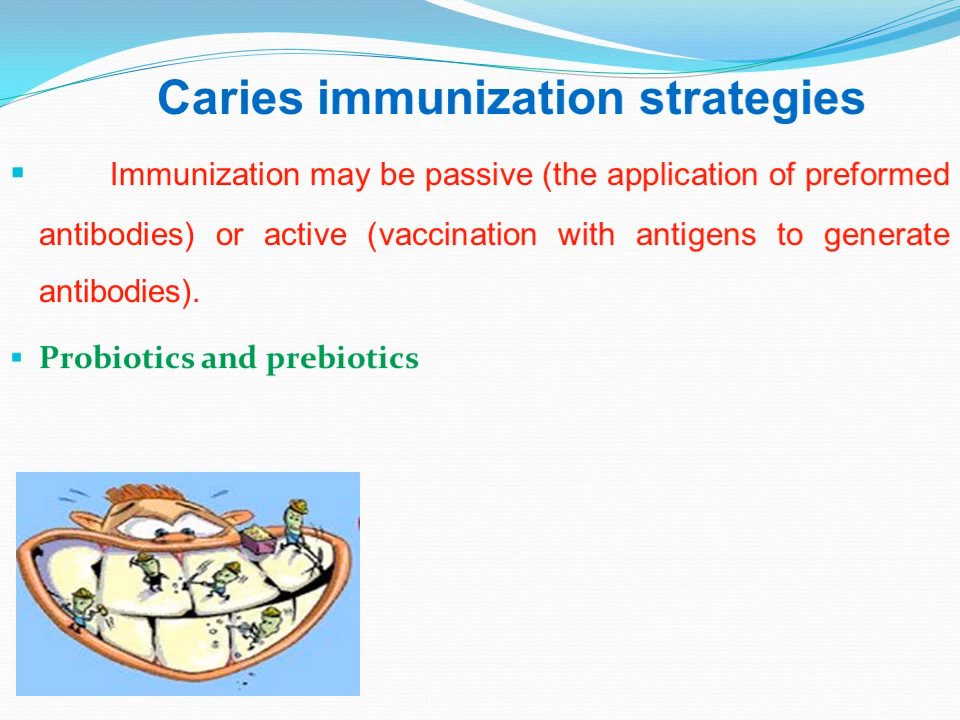 Caries immunization strategies
▪ Immunization may be passive (the application of preformed
antibodies) or active (vaccination with antigens to generate
antibodies).
▪ Probiotics and prebiotics